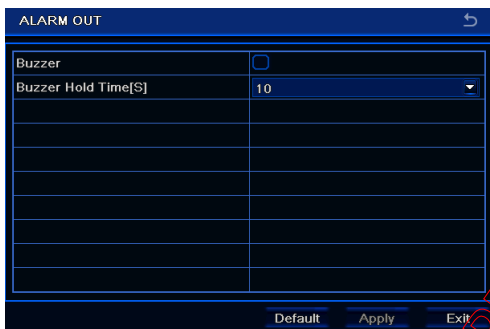 ALARM OUT
Buzzer
Buzzer Hold Time[S] 10
Default Apply Exit